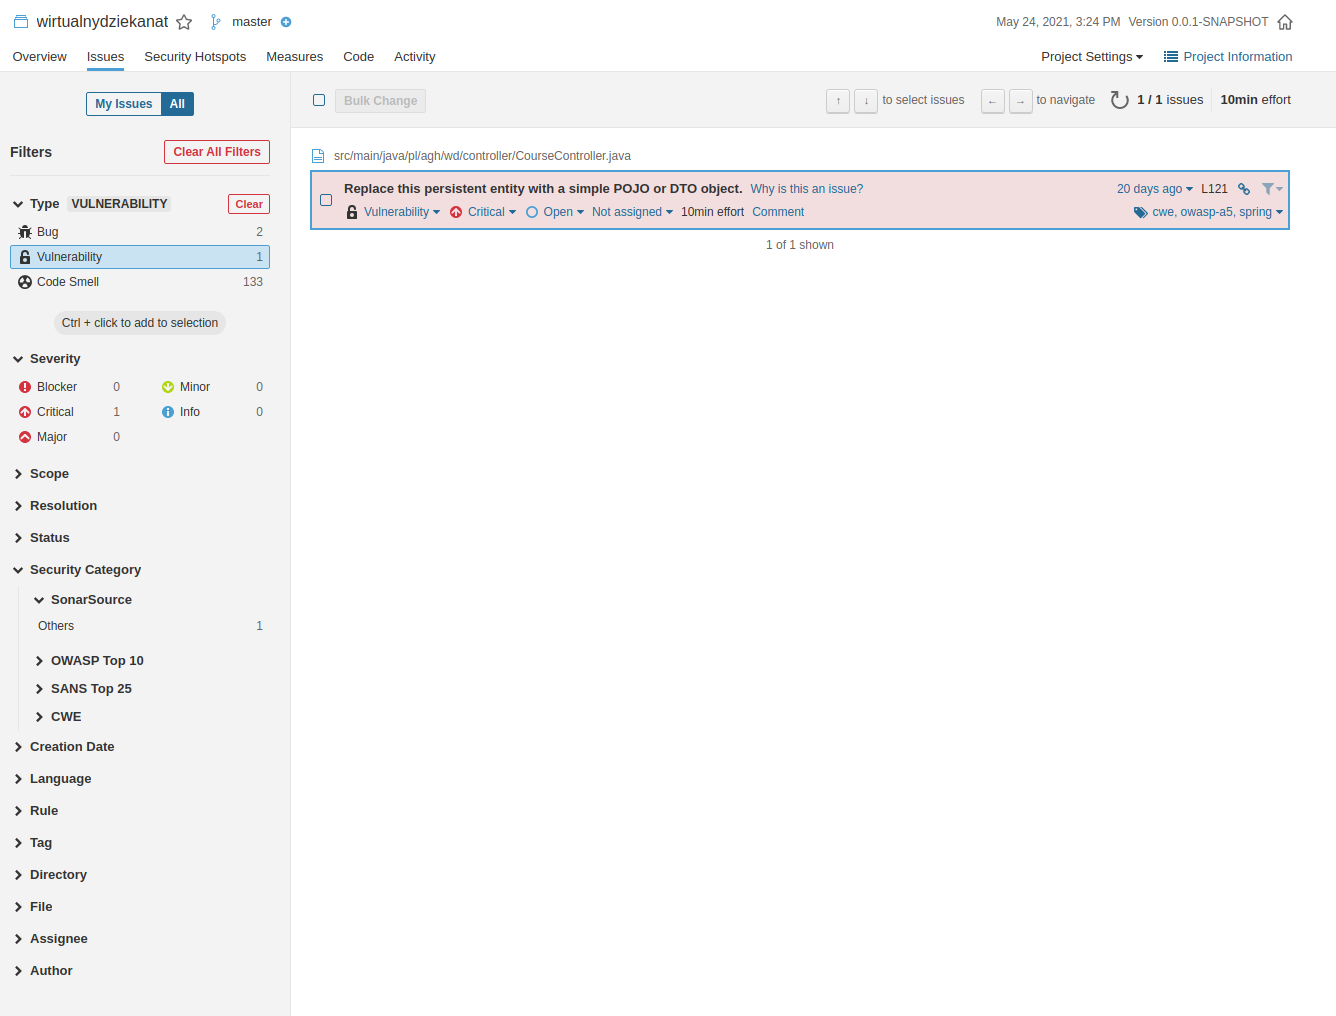 wirtualnydziekanat master May 24, 2021, 3:24 PM Version 0.0.1-SNAPSHOT
Overview Issues Security Hotspots Measures Code Activity Project Settings Project Information
My Issues All
Bulk Change ↑ ↓ to select issues ← → to navigate 1 / 1 issues 10min effort
Filters Clear All Filters
Type VULNERABILITY Clear
Bug 2
Vulnerability 1
Code Smell 133
Ctrl + click to add to selection
Severity
Blocker 0 Minor 0
Critical 1 Info 0
Major 0
Scope
Resolution
Status
Security Category
SonarSource
Others 1
OWASP Top 10
SANS Top 25
CWE
Creation Date
Language
Rule
Tag
Directory
File
Assignee
Author
src/main/java/pl/agh/wd/controller/CourseController.java
Replace this persistent entity with a simple POJO or DTO object. Why is this an issue? 20 days ago L121
Vulnerability Critical Open Not assigned 10min effort Comment cwe, owasp-a5, spring
1 of 1 shown